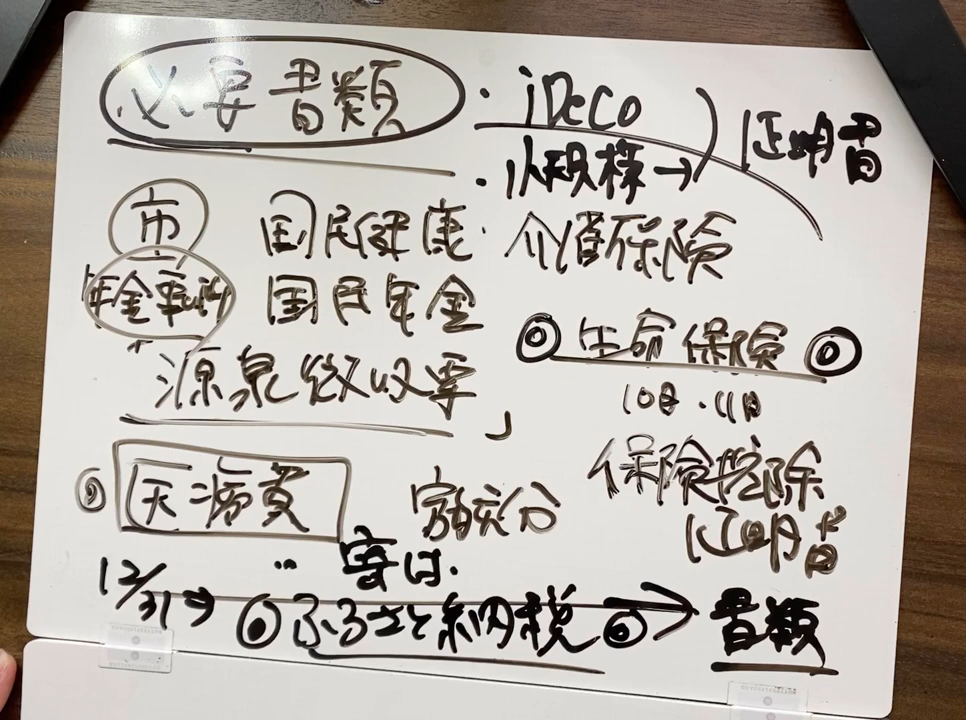 必要書類
・iDeCo
・小規模→
証明書
市
国民健康・介護保険
年金事務所
国民年金
源泉徴収票
◎生命保険◎
10月・11月
保険控除
証明書
◎医療費
家族分
12/31→◎ふるさと納税◎→書類